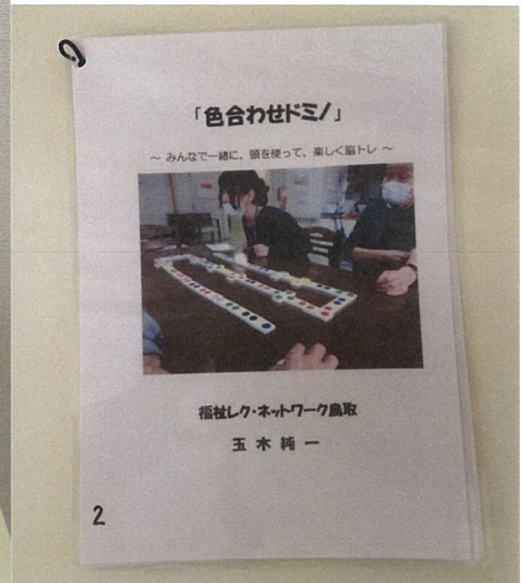 「色合わせドミノ」
～ みんなで一緒に、頭を使って、楽しく脳トレ ～
福祉レク・ネットワーク鳥取
玉木純一
2